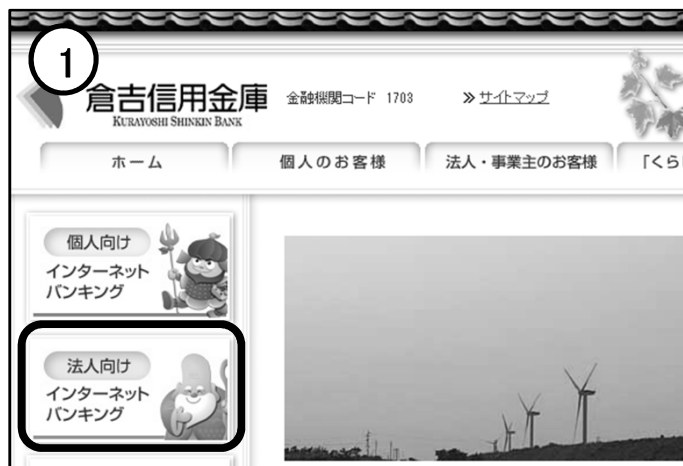 1
倉吉信用金庫
KURAYOSHI SHINKIN BANK
金融機関コード 1703
≫ サイトマップ
ホーム
個人のお客様
法人・事業主のお客様
「くら
個人向け
インターネット
バンキング
法人向け
インターネット
バンキング